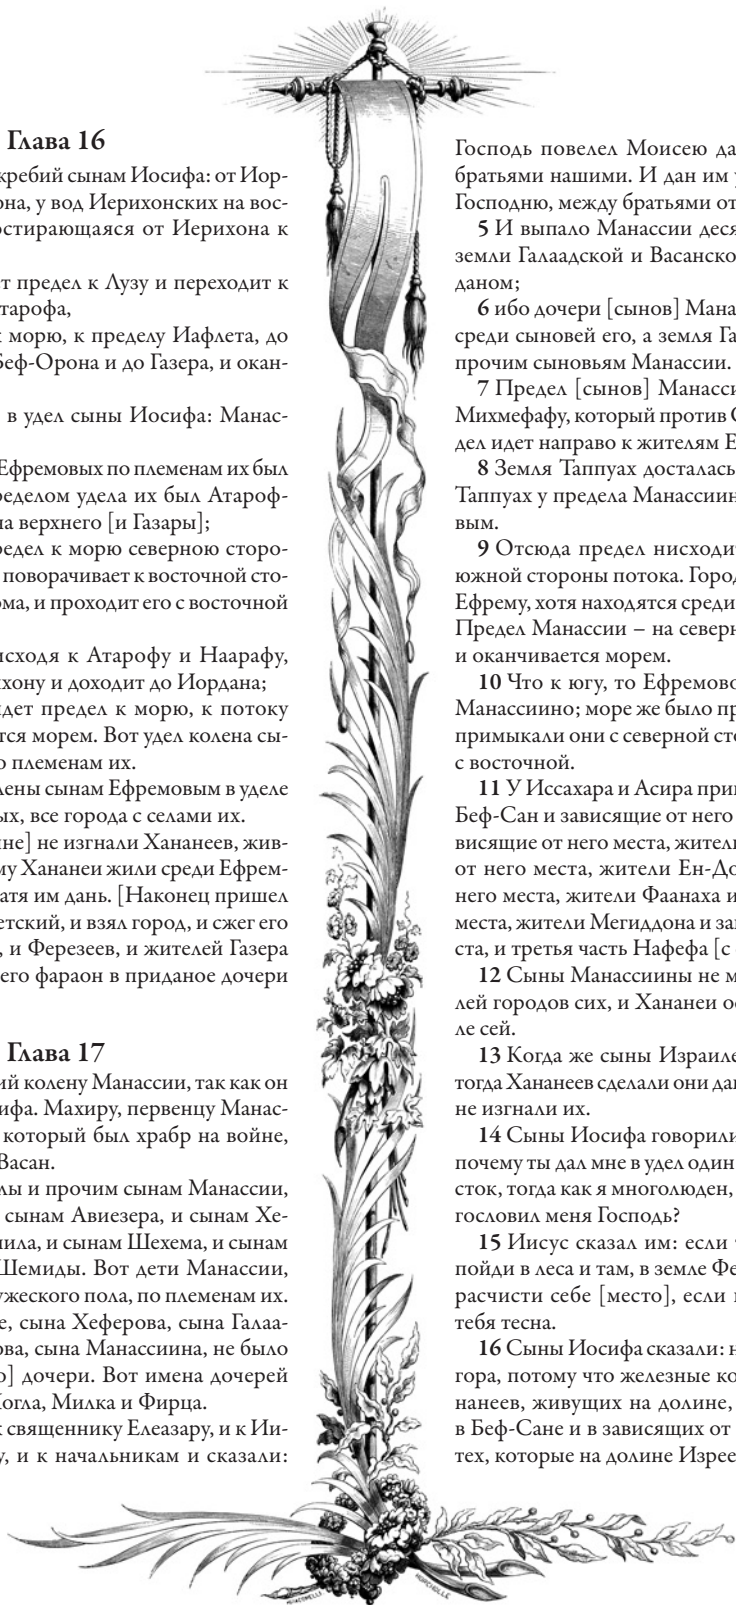 Глава 16
кребий сынам Иосифа: от Иор-
рна, у вод Иерихонских на вос-
остирающаяся от Иерихона к
т предел к Лузу и переходит к
тарофа,
к морю, к пределу Иафлета, до
Беф-Орона и до Газера, и окан-
в удел сыны Иосифа: Манас-
Ефремовых по племенам их был
ределом удела их был Атароф-
на верхнего [и Газары];
редел к морю северною сторо-
поворачивает к восточной сто-
ома, и проходит его с восточной
исходя к Атарофу и Наарафу,
ихону и доходит до Иордана;
идет предел к морю, к потоку
тся морем. Вот удел колена сы-
о племенам их.
лены сынам Ефремовым в уделе
ых, все города с селами их.
не] не изгнали Хананеев, жив-
му Хананеи жили среди Ефрем-
атя им дань. [Наконец пришел
етский, и взял город, и сжег его
, и Ферезеев, и жителей Газера
его фараон в приданое дочери
Глава 17
ий колену Манассии, так как он
ифа. Махиру, первенцу Манас-
который был храбр на войне,
Васан.
лы и прочим сынам Манассии,
сынам Авиезера, и сынам Хе-
иила, и сынам Шехема, и сынам
Шемиды. Вот дети Манассии,
ужеского пола, по племенам их.
е, сына Хеферова, сына Галаа-
ова, сына Манассиина, не было
о] дочери. Вот имена дочерей
Йогла, Милка и Фирца.
к священнику Елеазару, и к Ии-
у, и к начальникам и сказали:
Господь повелел Моисею да
братьями нашими. И дан им у
Господню, между братьями от
5 И выпало Манассии деся
земли Галаадской и Васанско
даном;
6 ибо дочери [сынов] Мана
среди сыновей его, а земля Га
прочим сыновьям Манассии.
7 Предел [сынов] Манасси
Михмефафу, который против С
дел идет направо к жителям Е
8 Земля Таппуах досталась
Таппуах у предела Манассиин
вым.
9 Отсюда предел нисходит
южной стороны потока. Город
Ефрему, хотя находятся среди
Предел Манассии – на северн
и оканчивается морем.
10 Что к югу, то Ефремово
Манассиино; море же было пр
примыкали они с северной сто
с восточной.
11 У Иссахара и Асира при
Беф-Сан и зависящие от него
висящие от него места, жители
от него места, жители Ен-До
него места, жители Фаанаха и
места, жители Мегиддона и зав
ста, и третья часть Нафефа [с
12 Сыны Манассиины не м
лей городов сих, и Хананеи ос
ле сей.
13 Когда же сыны Израиле
тогда Хананеев сделали они дан
не изгнали их.
14 Сыны Иосифа говорили
почему ты дал мне в удел один
сток, тогда как я многолюден,
гословил меня Господь?
15 Иисус сказал им: если т
пойди в леса и там, в земле Фе
расчисти себе [место], если
тебя тесна.
16 Сыны Иосифа сказали: н
гора, потому что железные ко
нанеев, живущих на долине,
в Беф-Сане и в зависящих от
тех, которые на долине Изрее